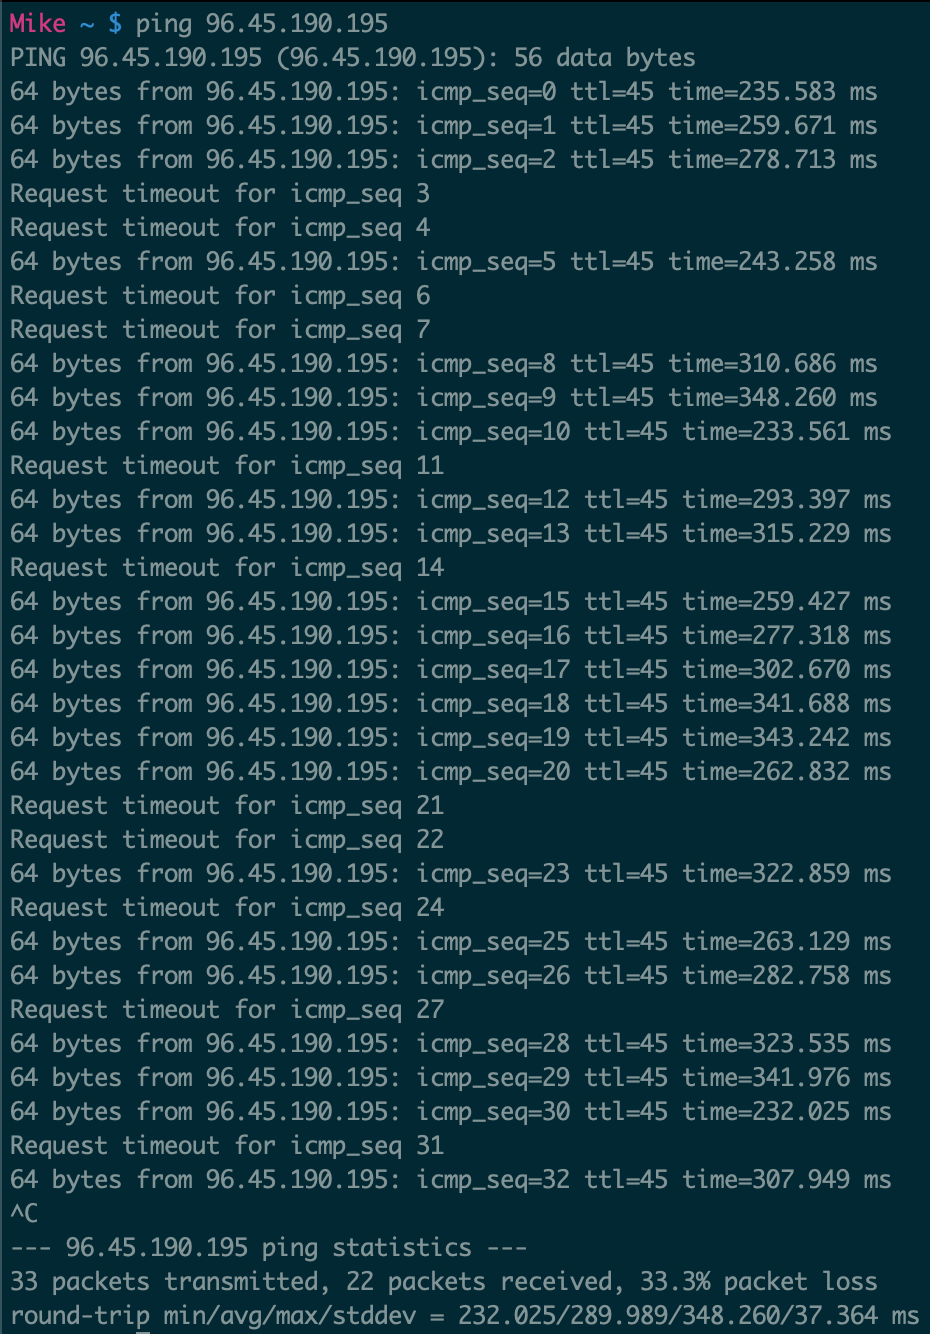 Mike ~ $ ping 96.45.190.195
PING 96.45.190.195 (96.45.190.195): 56 data bytes
64 bytes from 96.45.190.195: icmp_seq=0 ttl=45 time=235.583 ms
64 bytes from 96.45.190.195: icmp_seq=1 ttl=45 time=259.671 ms
64 bytes from 96.45.190.195: icmp_seq=2 ttl=45 time=278.713 ms
Request timeout for icmp_seq 3
Request timeout for icmp_seq 4
64 bytes from 96.45.190.195: icmp_seq=5 ttl=45 time=243.258 ms
Request timeout for icmp_seq 6
Request timeout for icmp_seq 7
64 bytes from 96.45.190.195: icmp_seq=8 ttl=45 time=310.686 ms
64 bytes from 96.45.190.195: icmp_seq=9 ttl=45 time=348.260 ms
64 bytes from 96.45.190.195: icmp_seq=10 ttl=45 time=233.561 ms
Request timeout for icmp_seq 11
64 bytes from 96.45.190.195: icmp_seq=12 ttl=45 time=293.397 ms
64 bytes from 96.45.190.195: icmp_seq=13 ttl=45 time=315.229 ms
Request timeout for icmp_seq 14
64 bytes from 96.45.190.195: icmp_seq=15 ttl=45 time=259.427 ms
64 bytes from 96.45.190.195: icmp_seq=16 ttl=45 time=277.318 ms
64 bytes from 96.45.190.195: icmp_seq=17 ttl=45 time=302.670 ms
64 bytes from 96.45.190.195: icmp_seq=18 ttl=45 time=341.688 ms
64 bytes from 96.45.190.195: icmp_seq=19 ttl=45 time=343.242 ms
64 bytes from 96.45.190.195: icmp_seq=20 ttl=45 time=262.832 ms
Request timeout for icmp_seq 21
Request timeout for icmp_seq 22
64 bytes from 96.45.190.195: icmp_seq=23 ttl=45 time=322.859 ms
Request timeout for icmp_seq 24
64 bytes from 96.45.190.195: icmp_seq=25 ttl=45 time=263.129 ms
64 bytes from 96.45.190.195: icmp_seq=26 ttl=45 time=282.758 ms
Request timeout for icmp_seq 27
64 bytes from 96.45.190.195: icmp_seq=28 ttl=45 time=323.535 ms
64 bytes from 96.45.190.195: icmp_seq=29 ttl=45 time=341.976 ms
64 bytes from 96.45.190.195: icmp_seq=30 ttl=45 time=232.025 ms
Request timeout for icmp_seq 31
64 bytes from 96.45.190.195: icmp_seq=32 ttl=45 time=307.949 ms
^C
--- 96.45.190.195 ping statistics ---
33 packets transmitted, 22 packets received, 33.3% packet loss
round-trip min/avg/max/stddev = 232.025/289.989/348.260/37.364 ms